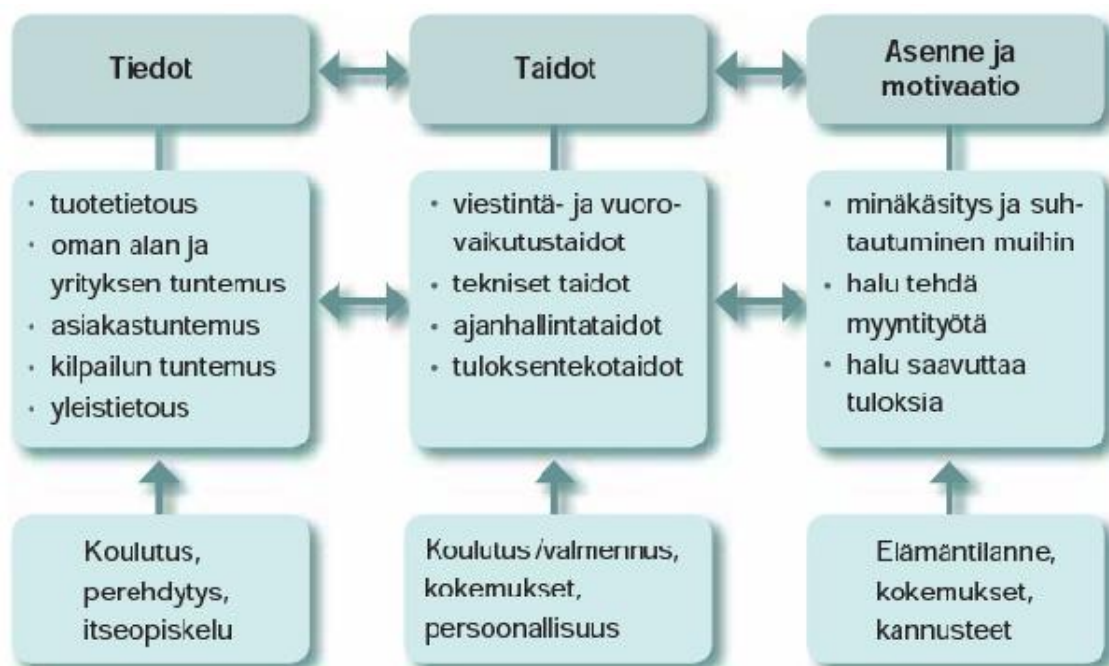 Tiedot
Taidot
Asenne ja
motivaatio
· tuotetietous
· oman alan ja
yrityksen tuntemus
· asiakastuntemus
· kilpailun tuntemus
· yleistietous
· viestintä- ja vuoro-
vaikutustaidot
· tekniset taidot
· ajanhallintataidot
· tuloksentekotaidot
· minäkäsitys ja suh-
tautuminen muihin
· halu tehdä
myyntityötä
· halu saavuttaa
tuloksia
Koulutus,
perehdytys,
itseopiskelu
Koulutus/valmennus,
kokemukset,
persoonallisuus
Elämäntilanne,
kokemukset,
kannusteet